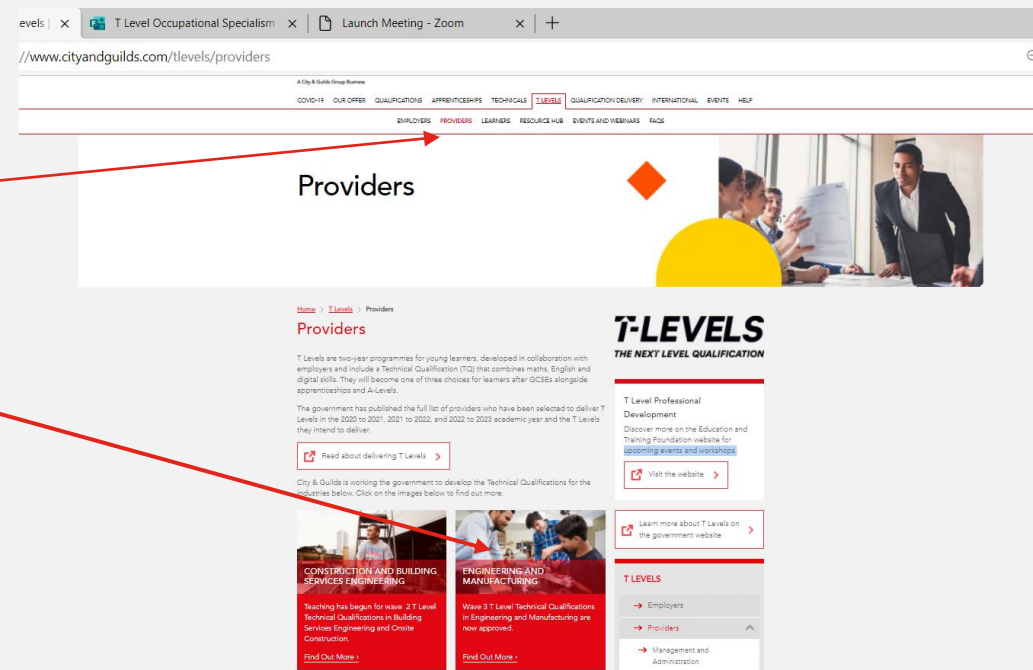 evels |
T Level Occupational Specialism
Launch Meeting - Zoom
//www.cityandguilds.com/tlevels/providers
A City & Guilds Group Business
COVID-19 OUR OFFER QUALIFICATIONS APPRENTICESHIPS TECHNICALS T LEVELS QUALIFICATION DELIVERY INTERNATIONAL EVENTS HELP
EMPLOYERS PROVIDERS LEARNERS RESOURCE HUB EVENTS AND WEBINARS FAQS
Providers
Home > T Levels > Providers
Providers
T Levels are two-year programmes for young learners, developed in collaboration with
employers and include a Technical Qualification (TQ) that combines maths, English and
digital skills. They will become one of three choices for learners after GCSEs alongside
apprenticeships and A-Levels.
The government has published the full list of providers who have been selected to deliver T
Levels in the 2020 to 2021, 2021 to 2022, and 2022 to 2023 academic year and the T Levels
they intend to deliver.
Read about delivering T Levels
City & Guilds is working the government to develop the Technical Qualifications for the
industries below. Click on the images below to find out more.
CONSTRUCTION AND BUILDING
SERVICES ENGINEERING
Teaching has begun for wave 2 T Level
Technical Qualifications in Building
Services Engineering and Onsite
Construction.
Find Out More ›
ENGINEERING AND
MANUFACTURING
Wave 3 T Level Technical Qualifications
in Engineering and Manufacturing are
now approved.
Find Out More ›
T-LEVELS
THE NEXT LEVEL QUALIFICATION
T Level Professional
Development
Discover more on the Education and
Training Foundation website for
upcoming events and workshops.
Visit the website
Learn more about T Levels on
the government website
T LEVELS
Employers
Providers
Management and
Administration